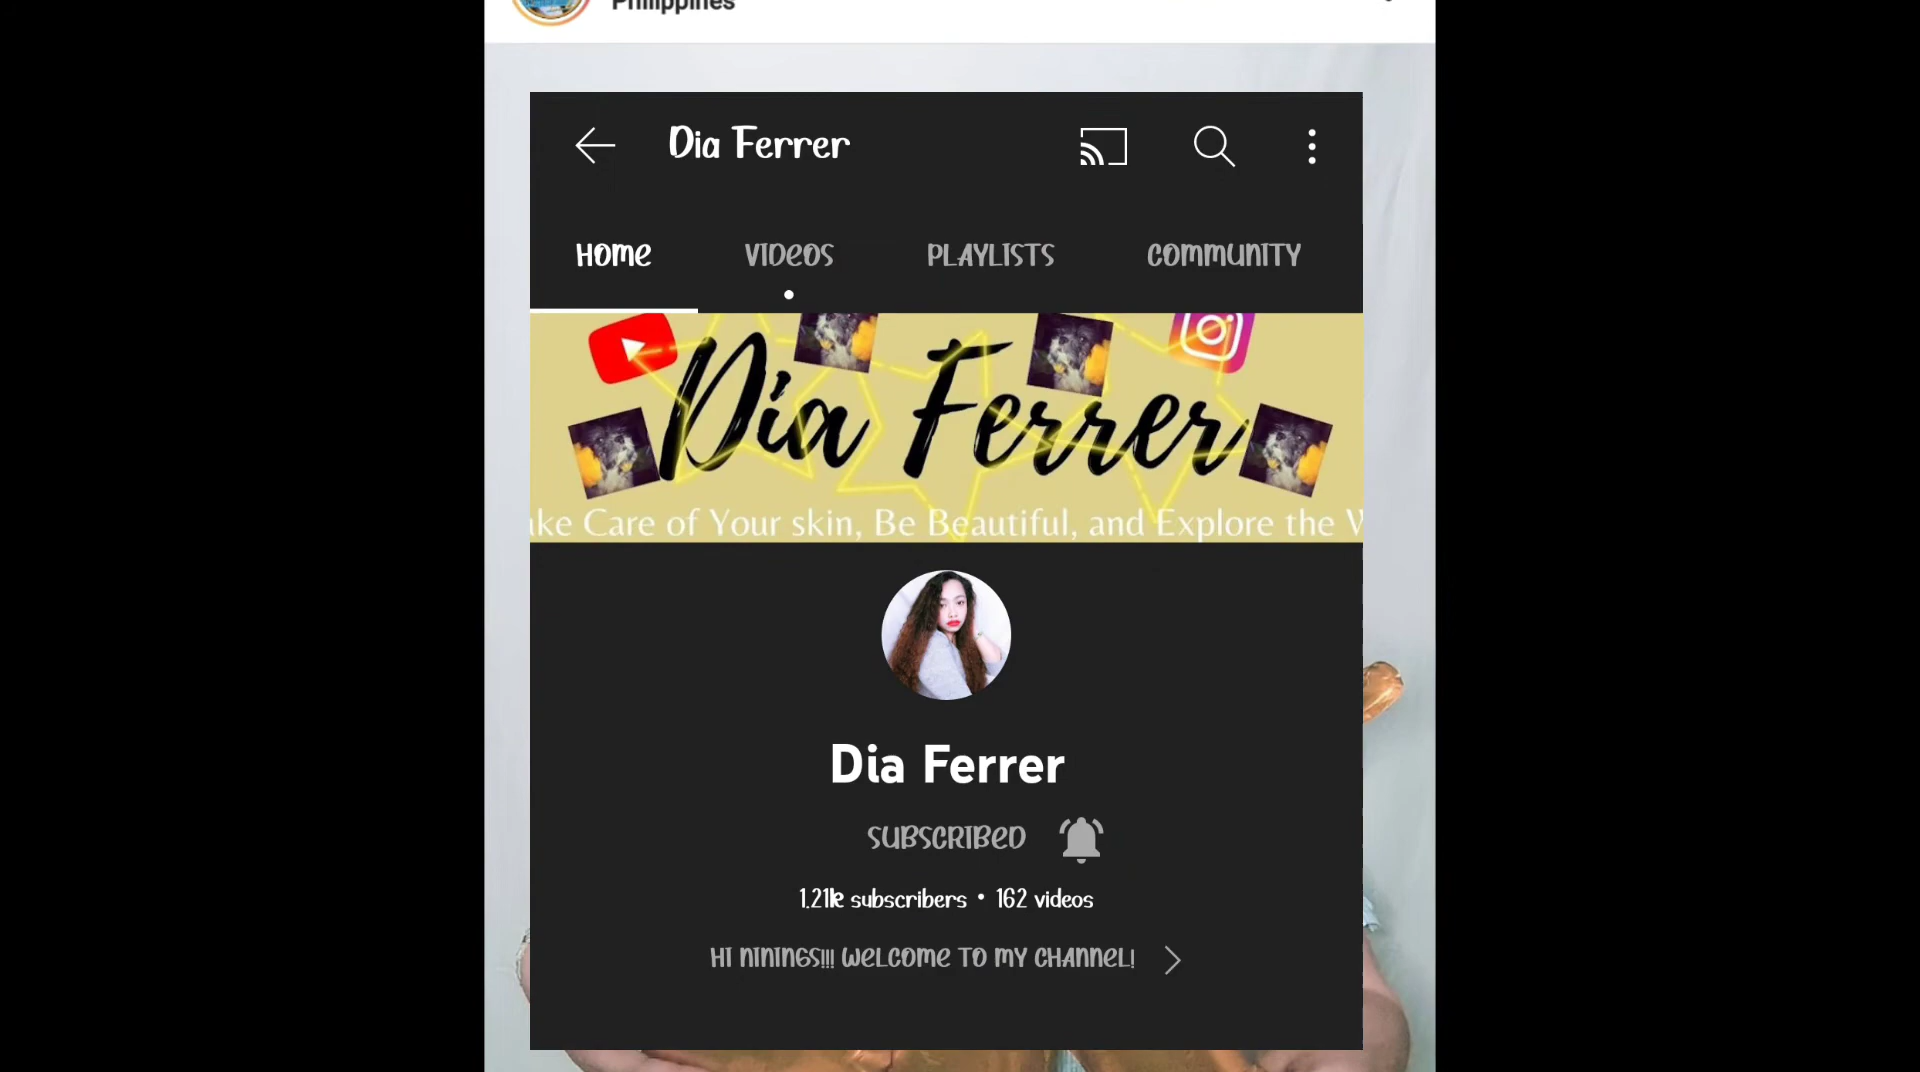 Philippines
Dia Ferrer
HOME VIDEOS PLAYLISTS COMMUNITY
Dia Ferrer
Care of Your skin, Be Beautiful, and Explore the
Dia Ferrer
SUBSCRIBED
1.21k subscribers • 162 videos
HI NININGS!!! WELCOME TO MY CHANNEL!